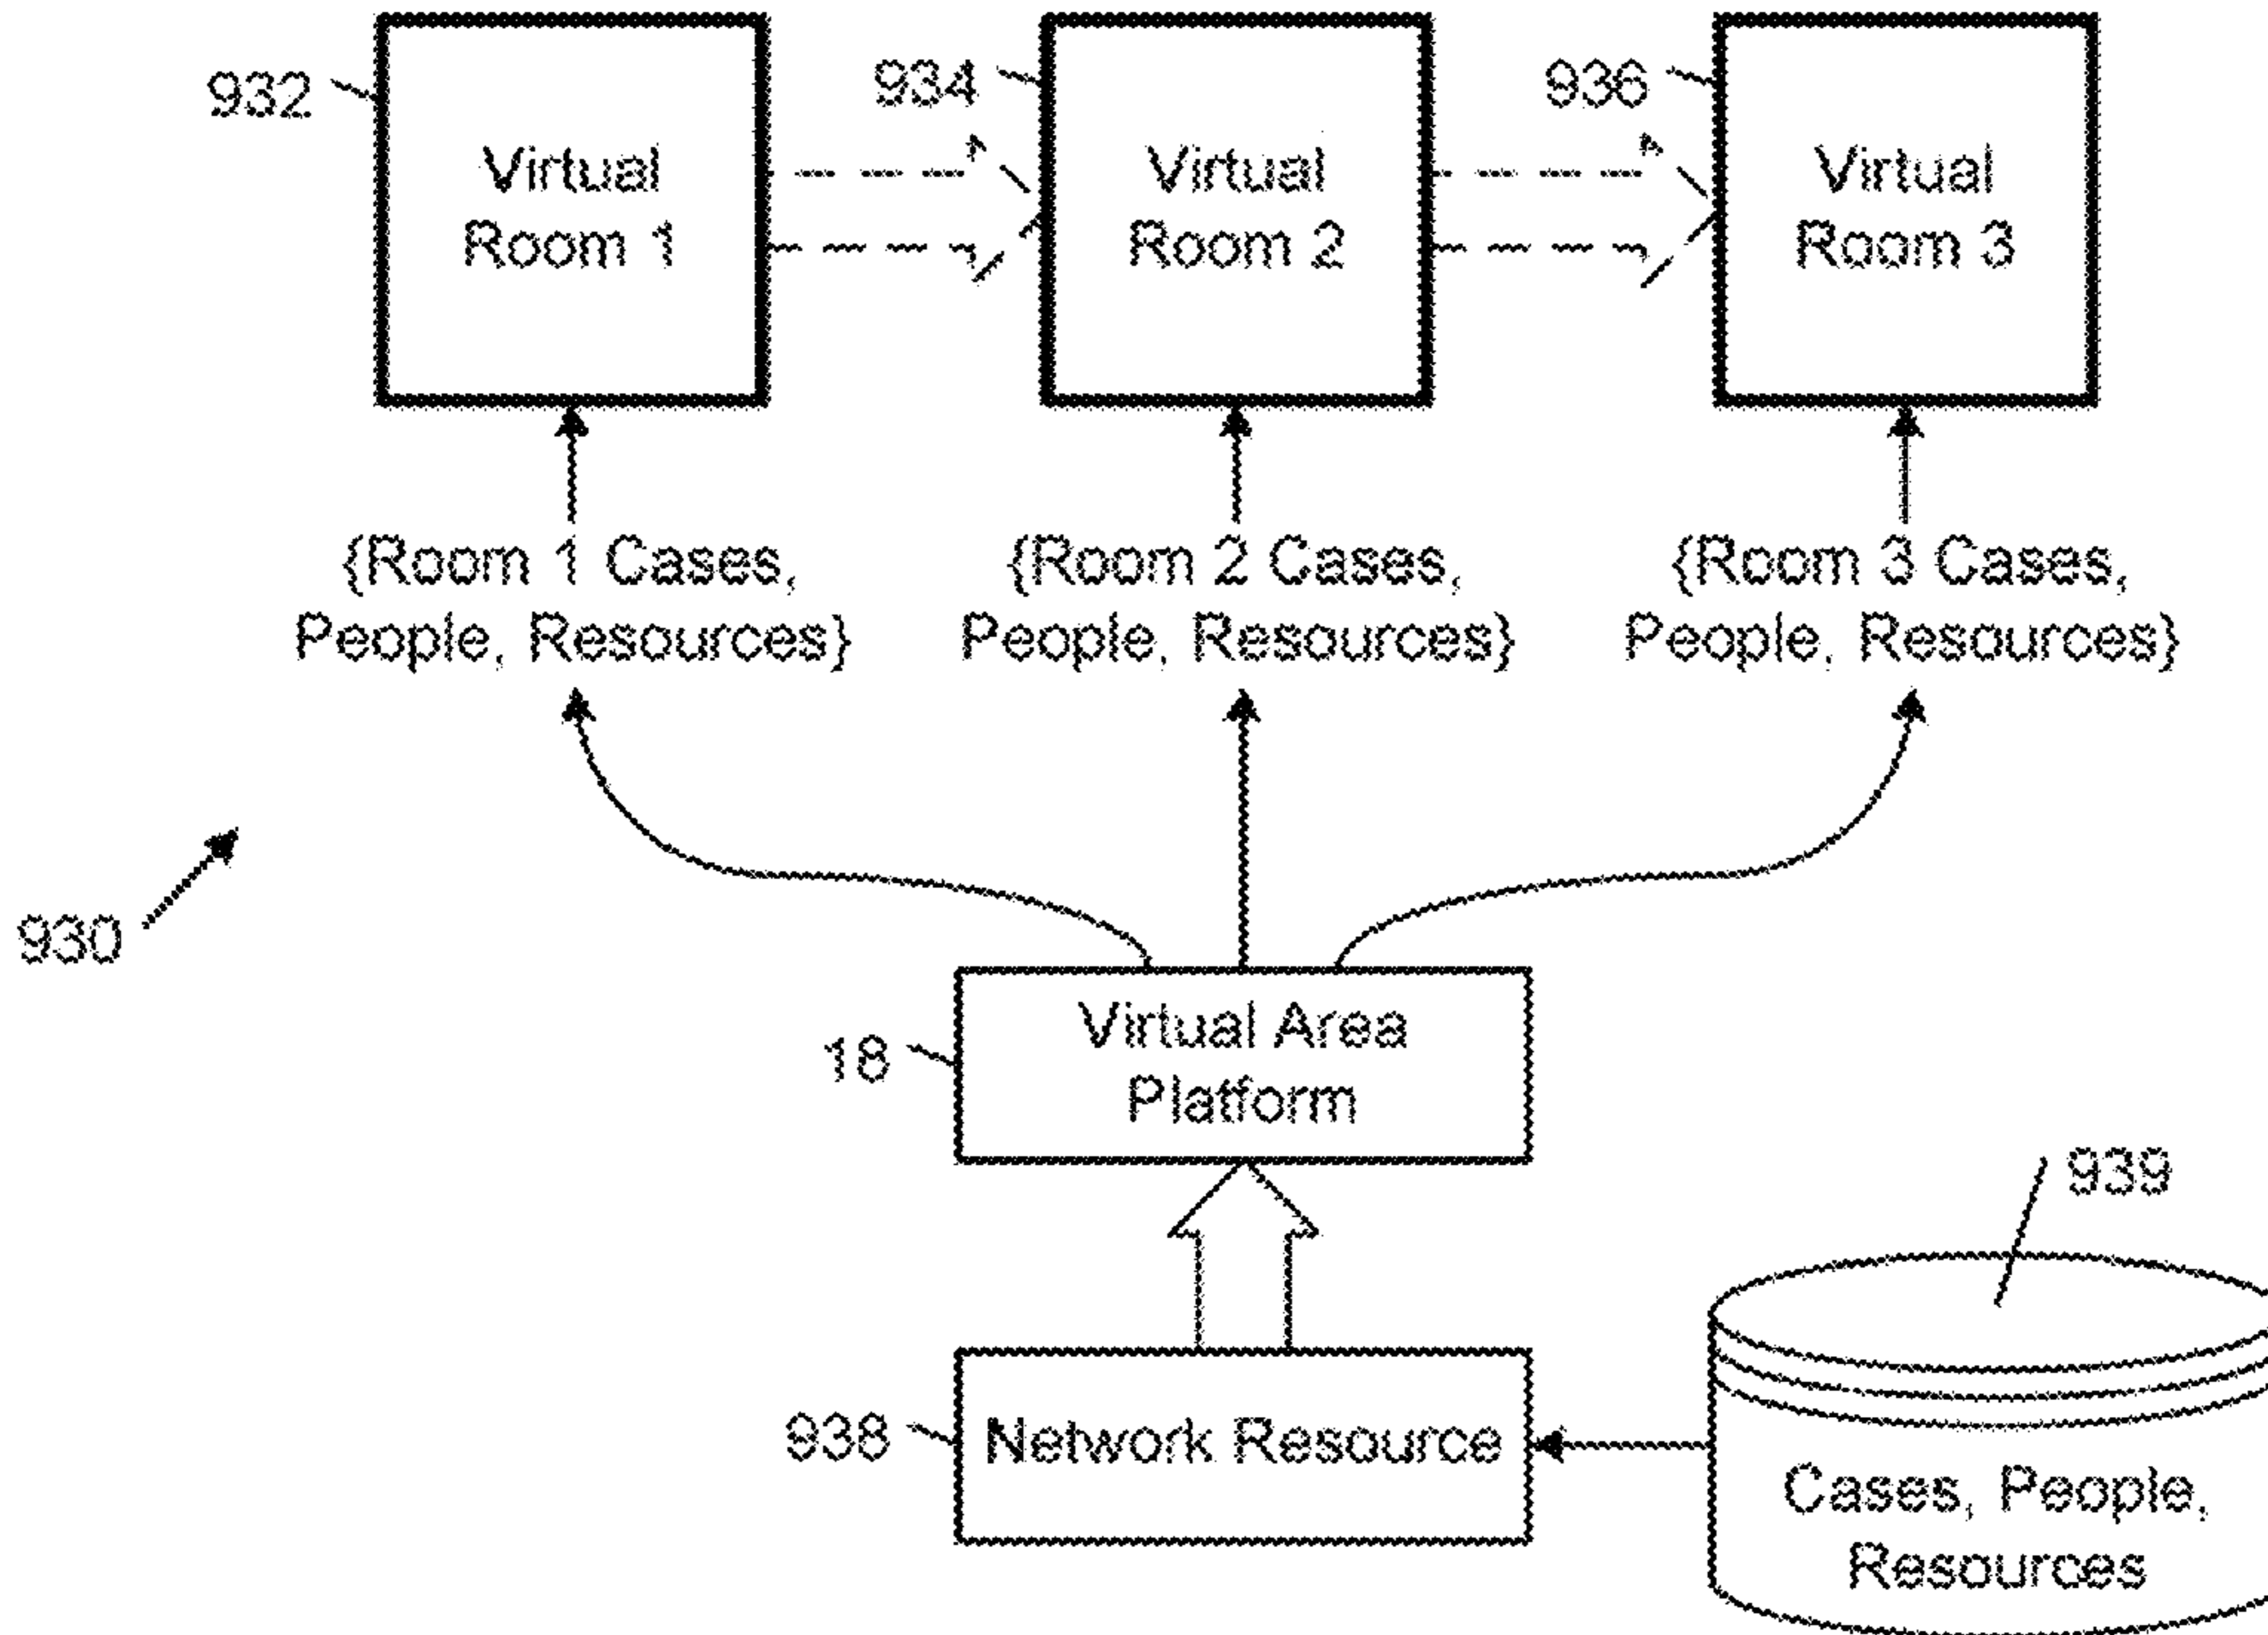 932
934
936
Virtual
Room 1
Virtual
Room 2
Virtual
Room 3
{Room 1 Cases,
People, Resources}
{Room 2 Cases,
People, Resources}
{Room 3 Cases,
People, Resources}
930
18
Virtual Area
Platform
939
938
Network Resource
Cases, People,
Resources